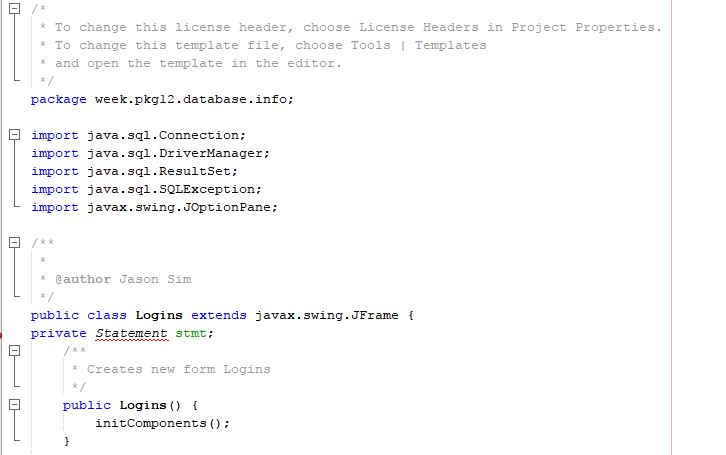 /*
* To change this license header, choose License Headers in Project Properties.
* To change this template file, choose Tools | Templates
* and open the template in the editor.
*/
package week.pkg12.database.info;
import java.sql.Connection;
import java.sql.DriverManager;
import java.sql.ResultSet;
import java.sql.SQLException;
import javax.swing.JOptionPane;
/**
*
* @author Jason Sim
*/
public class Logins extends javax.swing.JFrame {
private Statement stmt;
/**
* Creates new form Logins
*/
public Logins() {
initComponents();
}